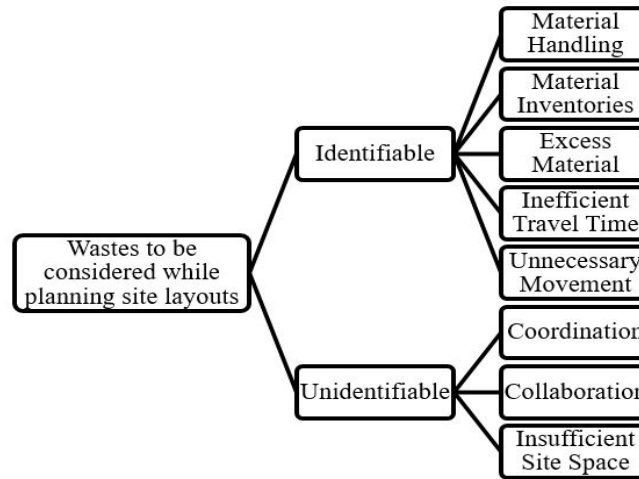 Wastes to be
considered while
planning site layouts
Identifiable
Material
Handling
Material
Inventories
Excess
Material
Inefficient
Travel Time
Unnecessary
Movement
Unidentifiable
Coordination
Collaboration
Insufficient
Site Space